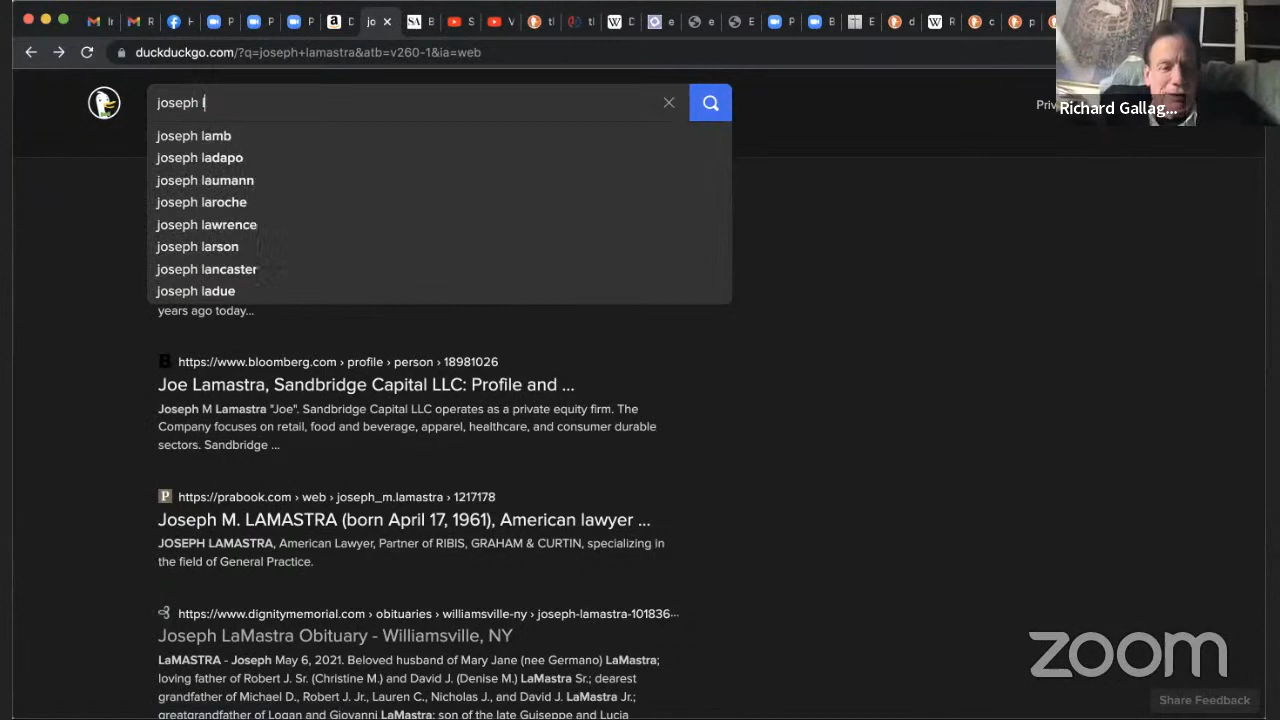 duckduckgo.com/?q=joseph+lamastra&atb=v260-1&ia=web
joseph l
joseph lamb
joseph ladapo
joseph laumann
joseph laroche
joseph lawrence
joseph larson
joseph lancaster
joseph ladue
years ago today...
https://www.bloomberg.com › profile › person › 18981026
Joe Lamastra, Sandbridge Capital LLC: Profile and ...
Joseph M Lamastra "Joe". Sandbridge Capital LLC operates as a private equity firm. The
Company focuses on retail, food and beverage, apparel, healthcare, and consumer durable
sectors. Sandbridge ...
https://prabook.com › web › joseph_m.lamastra › 1217178
Joseph M. LAMASTRA (born April 17, 1961), American lawyer ...
JOSEPH LAMASTRA, American Lawyer, Partner of RIBIS, GRAHAM & CURTIN, specializing in
the field of General Practice.
https://www.dignitymemorial.com › obituaries › williamsville-ny › joseph-lamastra-101836···
Joseph LaMastra Obituary - Williamsville, NY
LaMASTRA - Joseph May 6, 2021. Beloved husband of Mary Jane (nee Germano) LaMastra;
loving father of Robert J. Sr. (Christine M.) and David J. (Denise M.) LaMastra Sr.; dearest
grandfather of Michael D., Robert J. Jr., Lauren C., Nicholas J., and David J. LaMastra Jr.;
greatgrandfather of Logan and Giovanni LaMastra; son of the late Guiseppe and Lucia
Priv
Richard Gallag...
zoom
Share Feedback